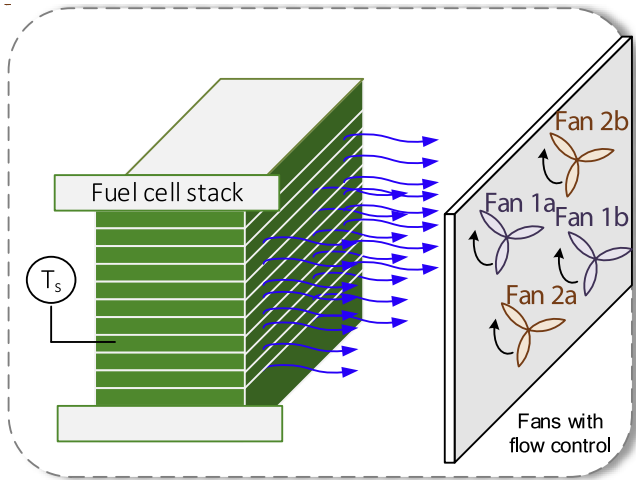 Fan 2b
Fuel cell stack
Fan 1a
Fan 1b
Ts
Fan 2a
Fans with
flow control